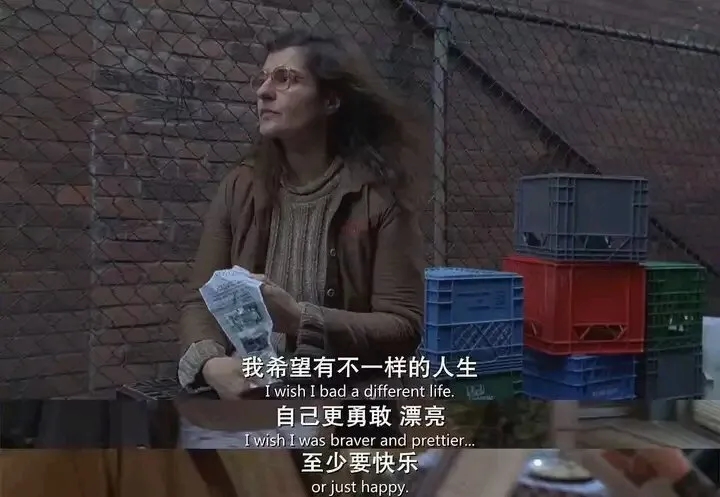 我希望有不一样的人生
I wish I bad a different life.
自己更勇敢 漂亮
I wish I was braver and prettier...
至少要快乐
or just happy.